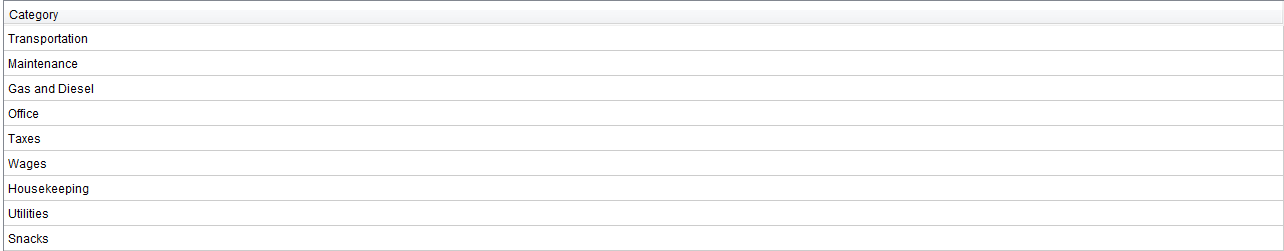 Category
Transportation
Maintenance
Gas and Diesel
Office
Taxes
Wages
Housekeeping
Utilities
Snacks